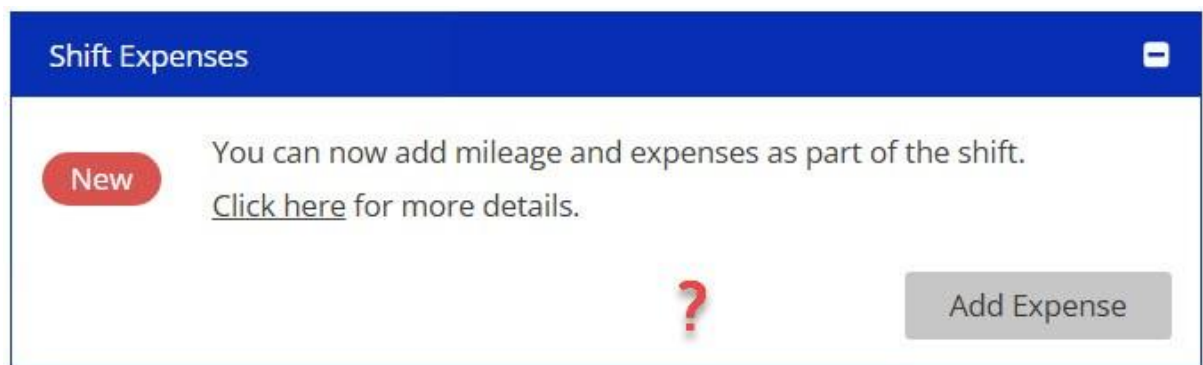 Shift Expenses
New
You can now add mileage and expenses as part of the shift.
Click here for more details.
?
Add Expense